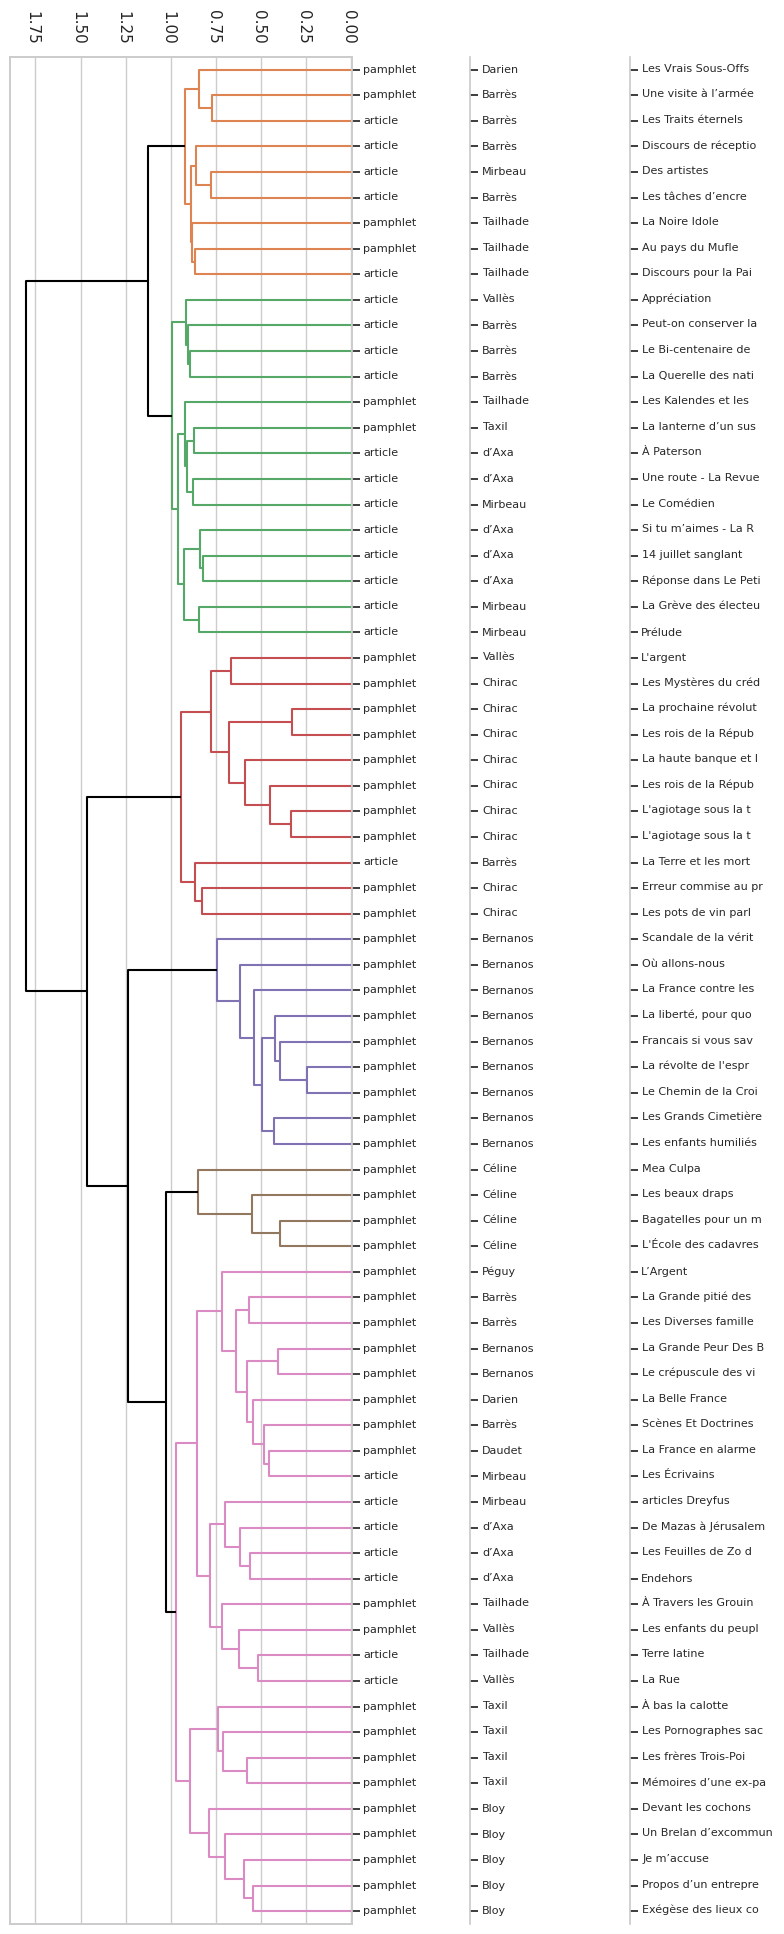 1.75 1.50 1.25 1.00 0.75 0.50 0.25 0.00
pamphlet Darien Les Vrais Sous-Offs
pamphlet Barrès Une visite à l’armée
article Barrès Les Traits éternels
article Barrès Discours de réceptio
article Mirbeau Des artistes
article Barrès Les tâches d’encre
pamphlet Tailhade La Noire Idole
pamphlet Tailhade Au pays du Mufle
article Tailhade Discours pour la Pai
article Vallès Appréciation
article Barrès Peut-on conserver la
article Barrès Le Bi-centenaire de
article Barrès La Querelle des nati
pamphlet Tailhade Les Kalendes et les
pamphlet Taxil La lanterne d’un sus
article d’Axa À Paterson
article d’Axa Une route - La Revue
article Mirbeau Le Comédien
article d’Axa Si tu m’aimes - La R
article d’Axa 14 juillet sanglant
article d’Axa Réponse dans Le Peti
article Mirbeau La Grève des électeu
article Mirbeau Prélude
pamphlet Vallès L'argent
pamphlet Chirac Les Mystères du créd
pamphlet Chirac La prochaine révolut
pamphlet Chirac Les rois de la Répub
pamphlet Chirac La haute banque et l
pamphlet Chirac Les rois de la Répub
pamphlet Chirac L'agiotage sous la t
pamphlet Chirac L'agiotage sous la t
article Barrès La Terre et les mort
pamphlet Chirac Erreur commise au pr
pamphlet Chirac Les pots de vin parl
pamphlet Bernanos Scandale de la vérit
pamphlet Bernanos Où allons-nous
pamphlet Bernanos La France contre les
pamphlet Bernanos La liberté, pour quo
pamphlet Bernanos Francais si vous sav
pamphlet Bernanos La révolte de l'espr
pamphlet Bernanos Le Chemin de la Croi
pamphlet Bernanos Les Grands Cimetière
pamphlet Bernanos Les enfants humiliés
pamphlet Céline Mea Culpa
pamphlet Céline Les beaux draps
pamphlet Céline Bagatelles pour un m
pamphlet Céline L'École des cadavres
pamphlet Péguy L’Argent
pamphlet Barrès La Grande pitié des
pamphlet Barrès Les Diverses famille
pamphlet Bernanos La Grande Peur Des B
pamphlet Bernanos Le crépuscule des vi
pamphlet Darien La Belle France
pamphlet Barrès Scènes Et Doctrines
pamphlet Daudet La France en alarme
article Mirbeau Les Écrivains
article Mirbeau articles Dreyfus
article d’Axa De Mazas à Jérusalem
article d’Axa Les Feuilles de Zo d
article d’Axa Endehors
pamphlet Tailhade À Travers les Grouin
pamphlet Vallès Les enfants du peupl
article Tailhade Terre latine
article Vallès La Rue
pamphlet Taxil À bas la calotte
pamphlet Taxil Les Pornographes sac
pamphlet Taxil Les frères Trois-Poi
pamphlet Taxil Mémoires d’une ex-pa
pamphlet Bloy Devant les cochons
pamphlet Bloy Un Brelan d’excommun
pamphlet Bloy Je m’accuse
pamphlet Bloy Propos d’un entrepre
pamphlet Bloy Exégèse des lieux co